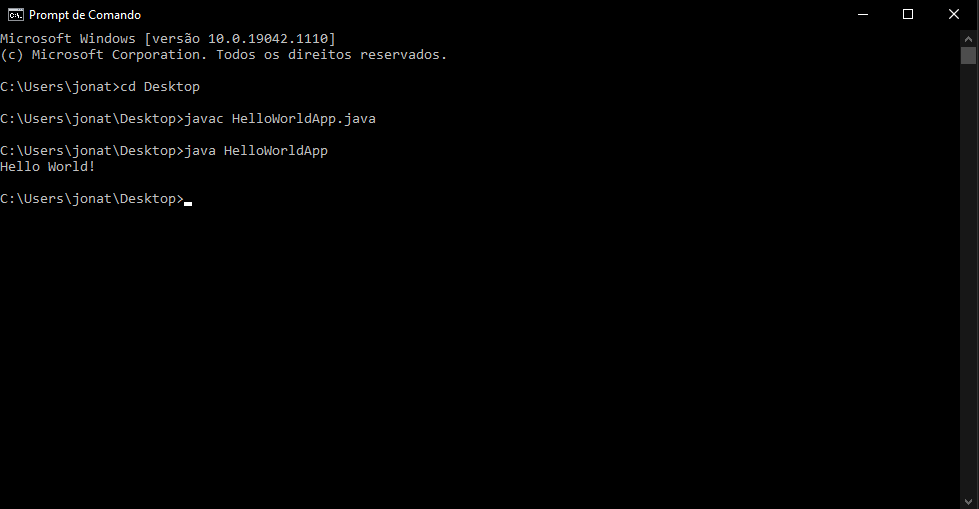 Prompt de Comando
Microsoft Windows [versão 10.0.19042.1110]
(c) Microsoft Corporation. Todos os direitos reservados.
C:\Users\jonat>cd Desktop
C:\Users\jonat\Desktop>javac HelloWorldApp.java
C:\Users\jonat\Desktop>java HelloWorldApp
Hello World!
C:\Users\jonat\Desktop>